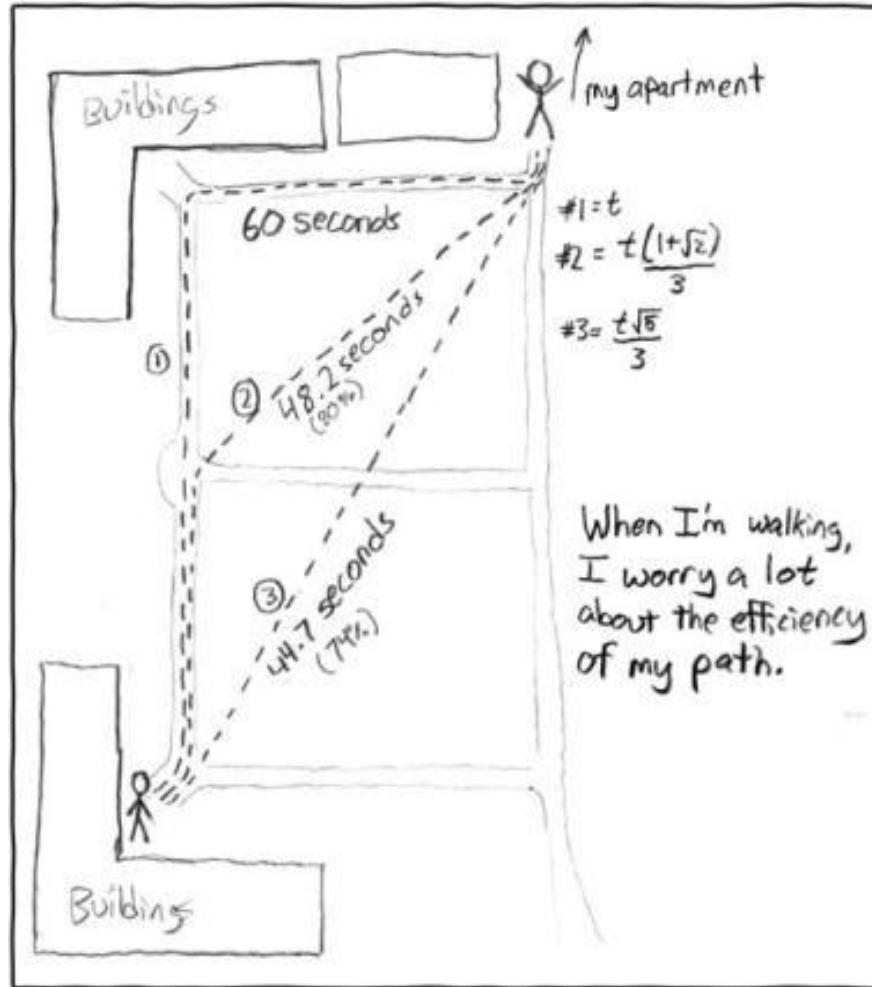 Buildings
my apartment
60 seconds
#1 = t
#2 = t(1+√2)
3
#3 = t√5
3
①
②
48.2 seconds
(80%)
③
44.7 seconds
(74%)
When I'm walking,
I worry a lot
about the efficiency
of my path.
Buildings